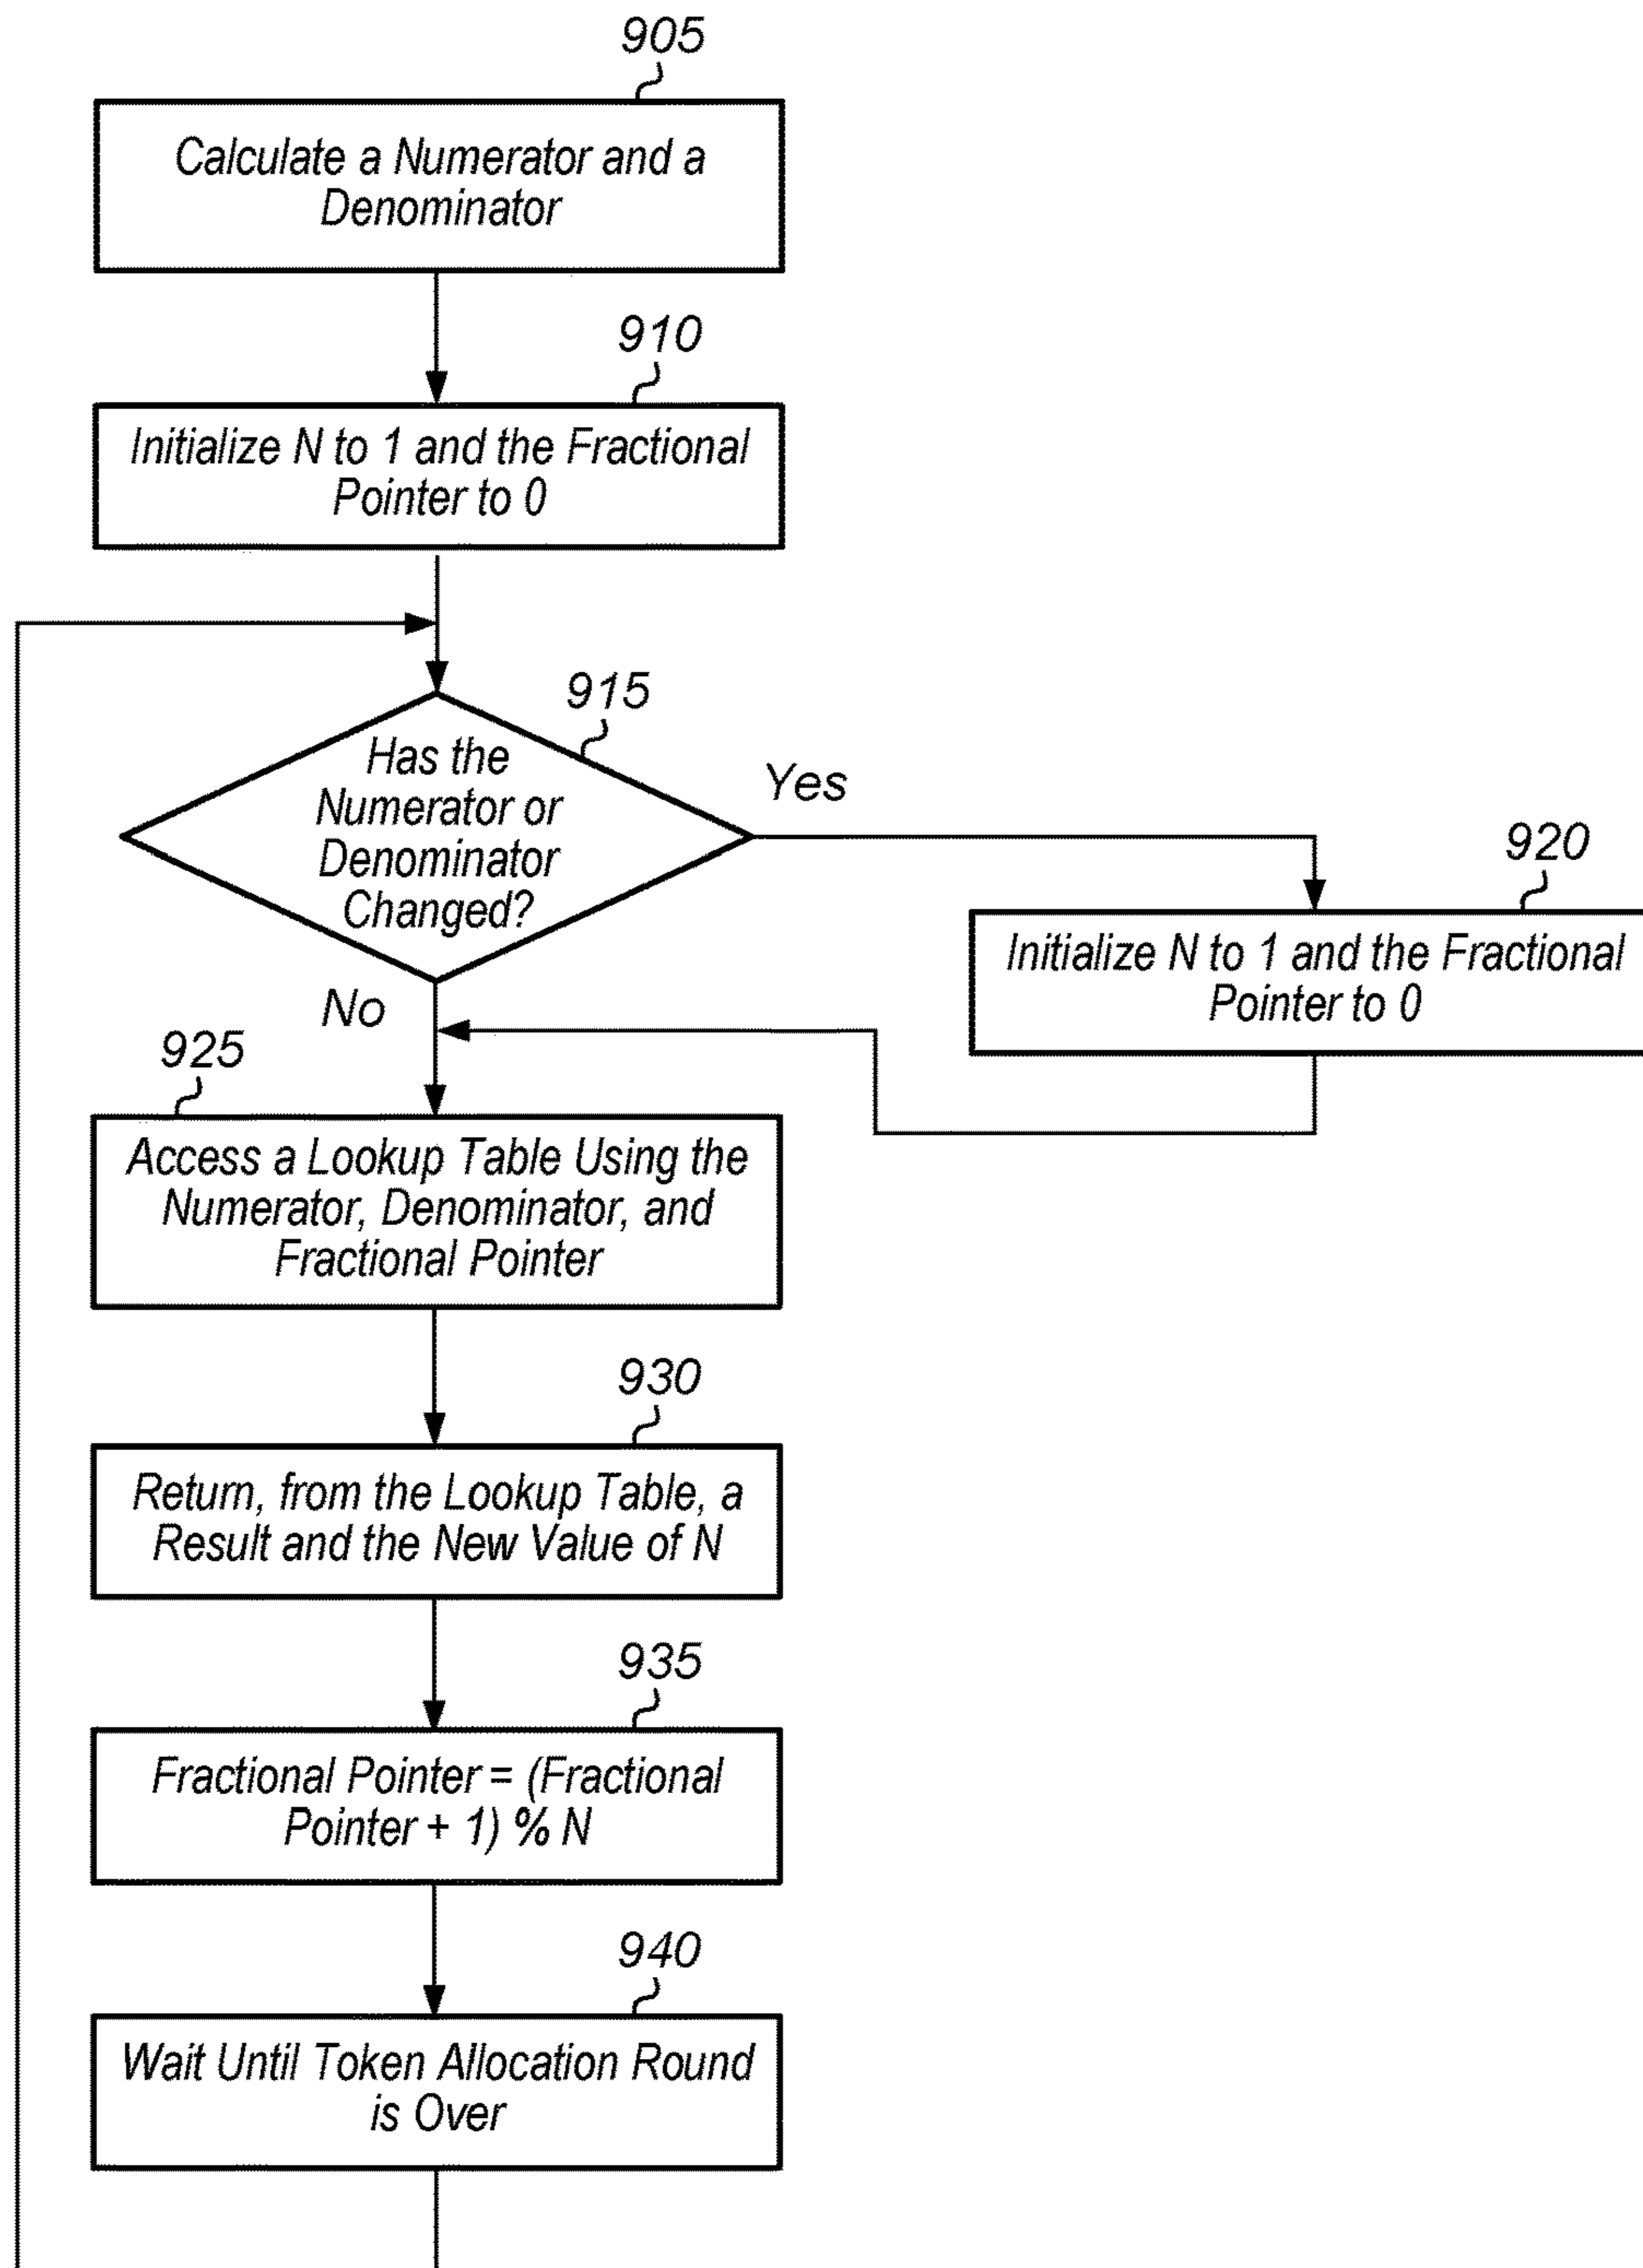 905
Calculate a Numerator and a
Denominator
910
Initialize N to 1 and the Fractional
Pointer to 0
915
Has the
Numerator or
Denominator
Changed?
Yes
920
Initialize N to 1 and the Fractional
Pointer to 0
No
925
Access a Lookup Table Using the
Numerator, Denominator, and
Fractional Pointer
930
Return, from the Lookup Table, a
Result and the New Value of N
935
Fractional Pointer = (Fractional
Pointer + 1) % N
940
Wait Until Token Allocation Round
is Over